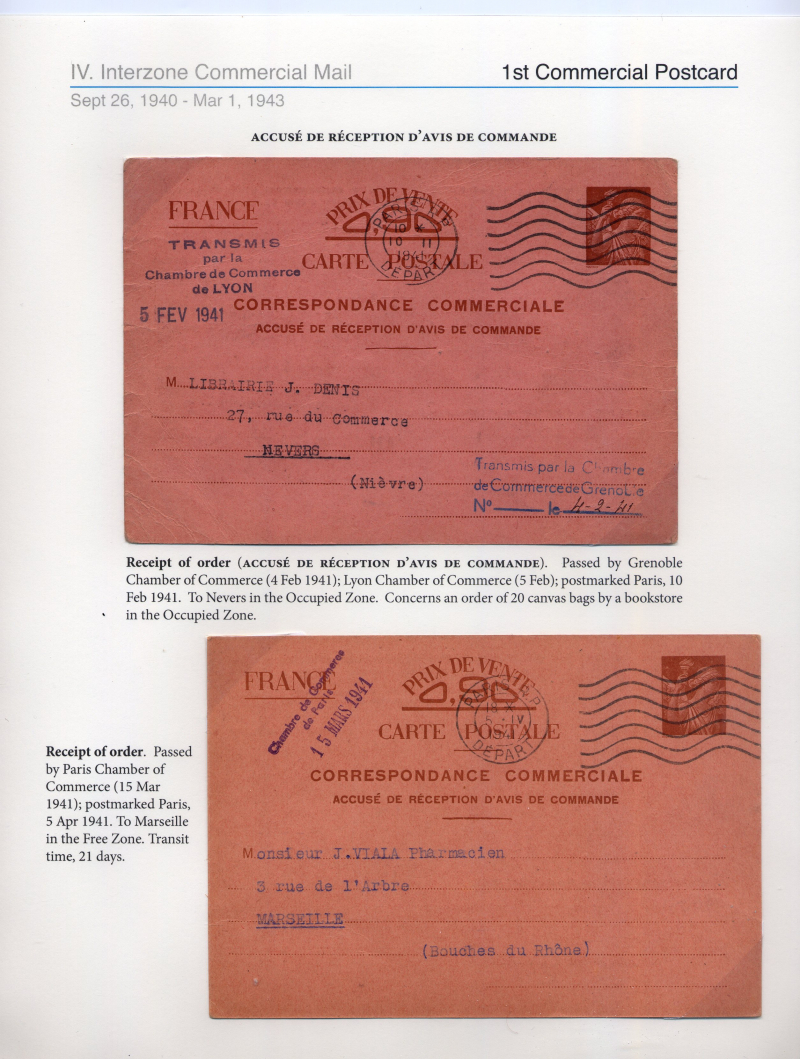 IV. Interzone Commercial Mail
1st Commercial Postcard
Sept 26, 1940 - Mar 1, 1943
ACCUSÉ DE RÉCEPTION D'AVIS DE COMMANDE
FRANCE
PRIX DE VENTE
0,90
CARTE POSTALE
TRANSMIS
par la
Chambre de Commerce
de LYON
5 FEV 1941
PARIS
10
10 II
DÉPART
CORRESPONDANCE COMMERCIALE
ACCUSÉ DE RÉCEPTION D'AVIS DE COMMANDE
M LIBRAIRIE J. DENIS
27, rue du Commerce
NEVERS
(Nièvre)
Transmis par la Chambre
de Commerce de Grenoble
N° le 4-2-41
Receipt of order (ACCUSÉ DE RÉCEPTION D'AVIS DE COMMANDE). Passed by Grenoble
Chamber of Commerce (4 Feb 1941); Lyon Chamber of Commerce (5 Feb); postmarked Paris, 10
Feb 1941. To Nevers in the Occupied Zone. Concerns an order of 20 canvas bags by a bookstore
in the Occupied Zone.
FRANCE
PRIX DE VENTE
0,90
CARTE POSTALE
Chambre de Commerce
de Paris
15 MARS 1941
5 IV
DÉPART
CORRESPONDANCE COMMERCIALE
ACCUSÉ DE RÉCEPTION D'AVIS DE COMMANDE
Monsieur J.VIALA Pharmacien
3 rue de l'Arbre
MARSEILLE
(Bouches du Rhône)
Receipt of order. Passed
by Paris Chamber of
Commerce (15 Mar
1941); postmarked Paris,
5 Apr 1941. To Marseille
in the Free Zone. Transit
time, 21 days.